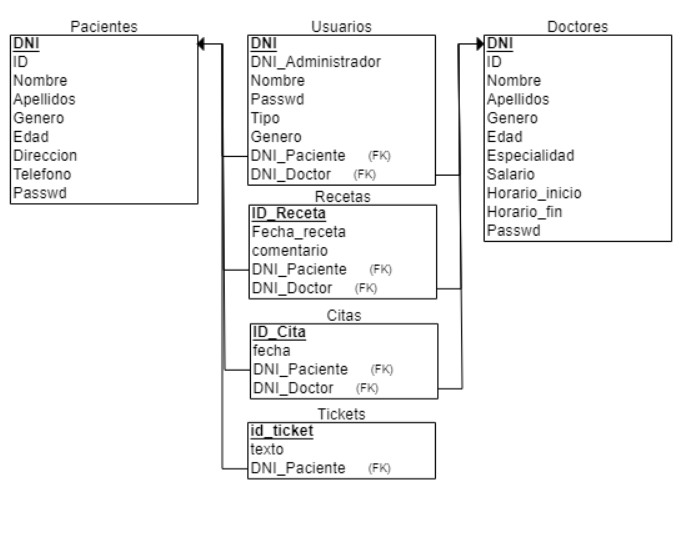 Pacientes
DNI
ID
Nombre
Apellidos
Genero
Edad
Direccion
Telefono
Passwd
Usuarios
DNI
DNI_Administrador
Nombre
Passwd
Tipo
Genero
DNI_Paciente (FK)
DNI_Doctor (FK)
Recetas
ID_Receta
Fecha_receta
comentario
DNI_Paciente (FK)
DNI_Doctor (FK)
Citas
ID_Cita
fecha
DNI_Paciente (FK)
DNI_Doctor (FK)
Tickets
id_ticket
texto
DNI_Paciente (FK)
Doctores
DNI
ID
Nombre
Apellidos
Genero
Edad
Especialidad
Salario
Horario_inicio
Horario_fin
Passwd